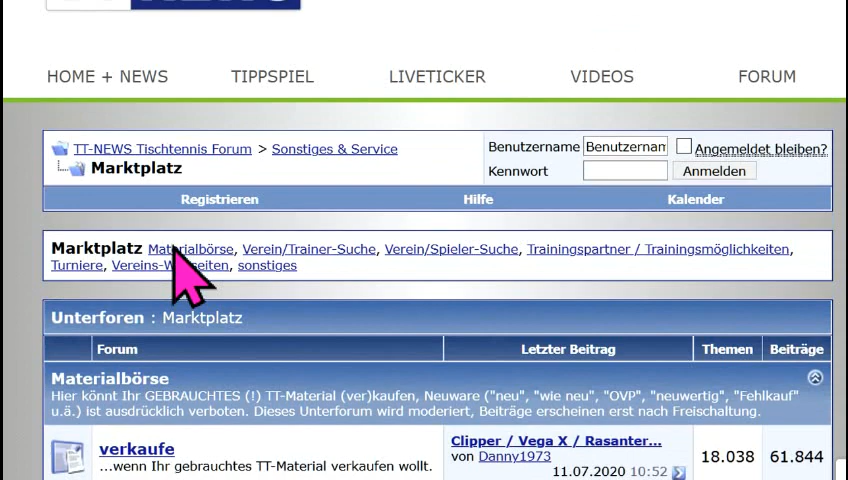 HOME + NEWS TIPPSPIEL LIVETICKER VIDEOS FORUM
TT-NEWS Tischtennis Forum > Sonstiges & Service
Marktplatz
Benutzername Benutzernam Angemeldet bleiben?
Kennwort Anmelden
Registrieren Hilfe Kalender
Marktplatz Materialbörse, Verein/Trainer-Suche, Verein/Spieler-Suche, Trainingspartner / Trainingsmöglichkeiten,
Turniere, Vereins-Webseiten, sonstiges
Unterforen : Marktplatz
Forum Letzter Beitrag Themen Beiträge
Materialbörse
Hier könnt Ihr GEBRAUCHTES (!) TT-Material (ver)kaufen, Neuware ("neu", "wie neu", "OVP", "neuwertig", "Fehlkauf"
u.ä.) ist ausdrücklich verboten. Dieses Unterforum wird moderiert, Beiträge erscheinen erst nach Freischaltung.
verkaufe
...wenn Ihr gebrauchtes TT-Material verkaufen wollt.
Clipper / Vega X / Rasanter...
von Danny1973
11.07.2020 10:52
18.038 61.844